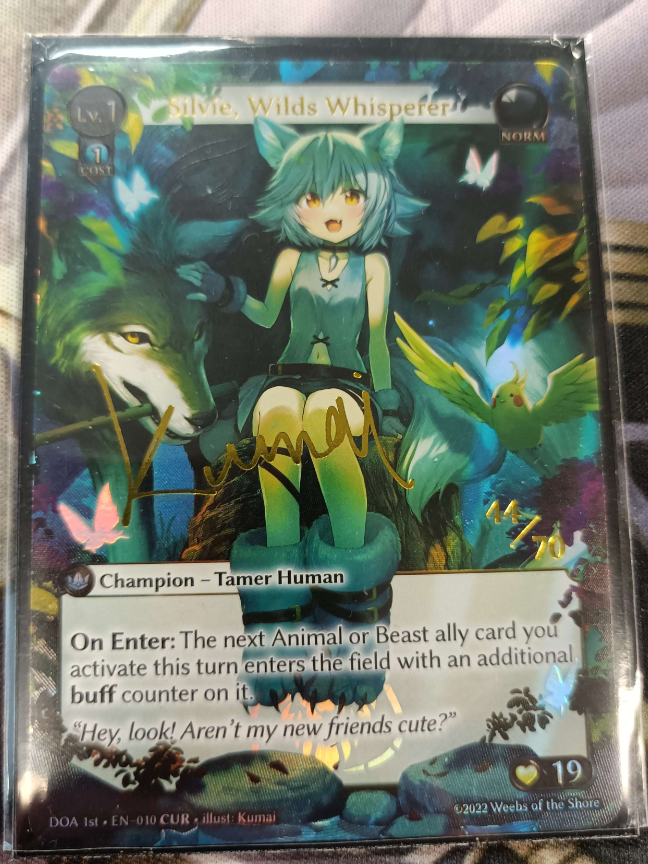 Lv. 1
Silvie, Wilds Whisperer
NORM
1
COST
Kumai
44/70
Champion – Tamer Human
On Enter: The next Animal or Beast ally card you
activate this turn enters the field with an additional
buff counter on it.
"Hey, look! Aren't my new friends cute?"
19
DOA 1st • EN–010 CUR • illust: Kumai
©2022 Weebs of the Shore